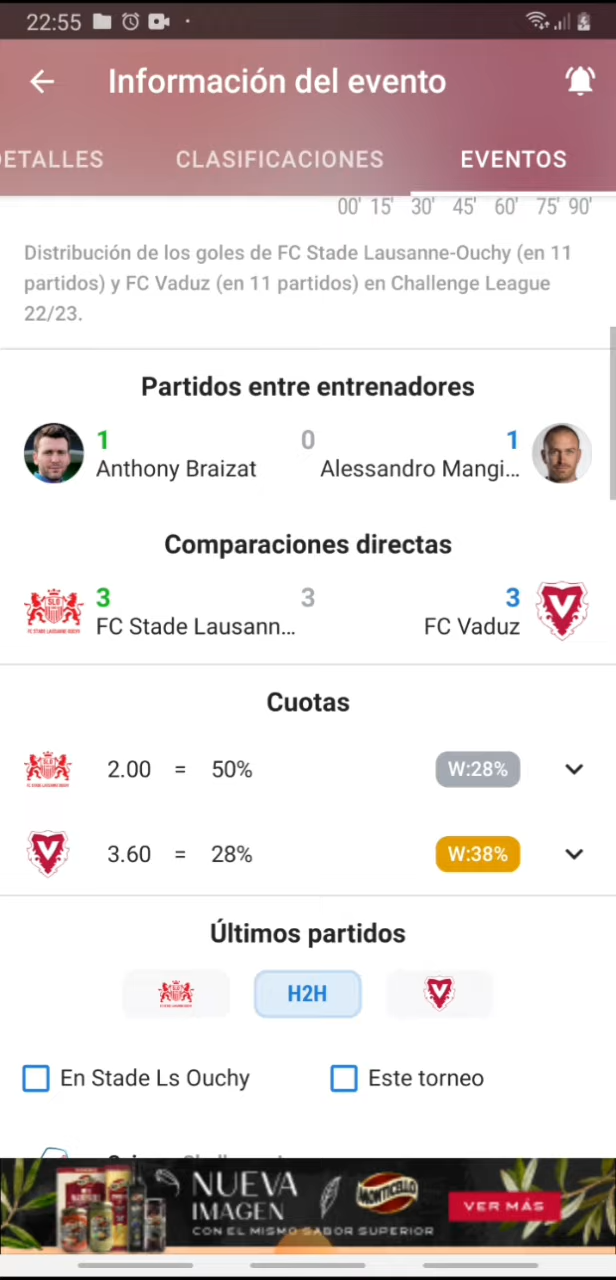 22:55
Información del evento
ETALLES CLASIFICACIONES EVENTOS
00' 15' 30' 45' 60' 75' 90'
Distribución de los goles de FC Stade Lausanne-Ouchy (en 11
partidos) y FC Vaduz (en 11 partidos) en Challenge League
22/23.
Partidos entre entrenadores
1 0 1
Anthony Braizat Alessandro Mangi...
Comparaciones directas
3 3 3
FC Stade Lausann... FC Vaduz
Cuotas
2.00 = 50% W:28%
3.60 = 28% W:38%
Últimos partidos
H2H
En Stade Ls Ouchy Este torneo
NUEVA
IMAGEN
CON EL MISMO SABOR SUPERIOR
MONTICELLO
VER MÁS